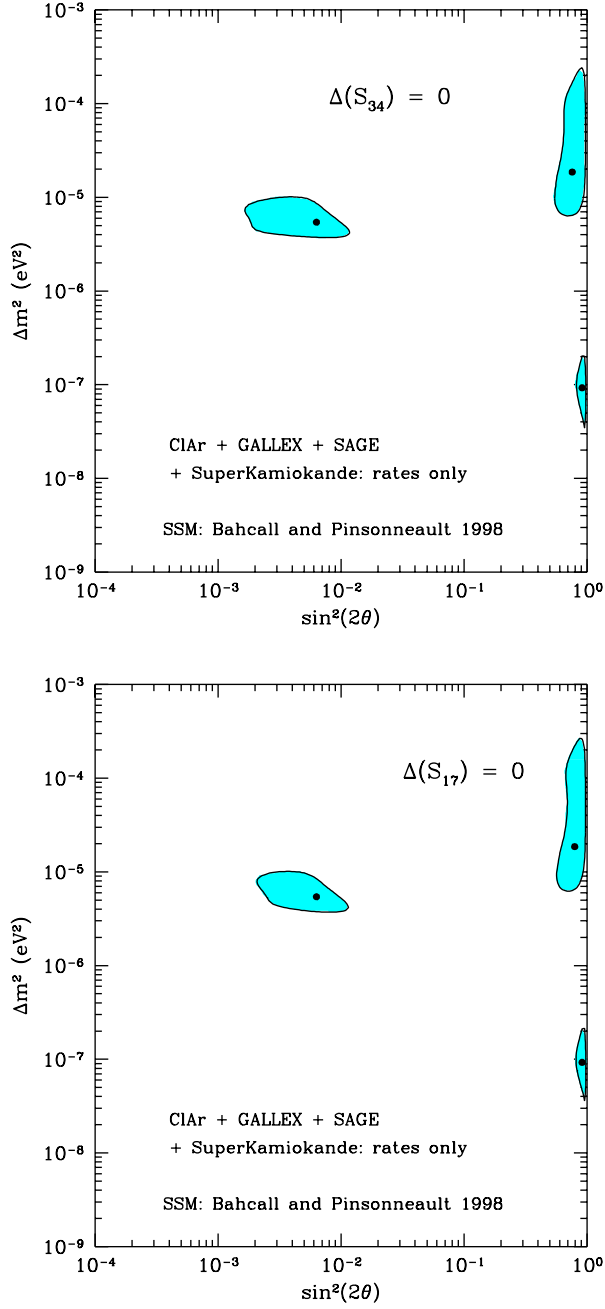 10⁻³
Δ(S₃₄) = 0
10⁻⁴
10⁻⁵
10⁻⁶
Δm² (eV²)
10⁻⁷
ClAr + GALLEX + SAGE
+ SuperKamiokande: rates only
10⁻⁸
SSM: Bahcall and Pinsonneault 1998
10⁻⁹
10⁻⁴ 10⁻³ 10⁻² 10⁻¹ 10⁰
sin²(2θ)
10⁻³
Δ(S₁₇) = 0
10⁻⁴
10⁻⁵
10⁻⁶
Δm² (eV²)
10⁻⁷
ClAr + GALLEX + SAGE
+ SuperKamiokande: rates only
10⁻⁸
SSM: Bahcall and Pinsonneault 1998
10⁻⁹
10⁻⁴ 10⁻³ 10⁻² 10⁻¹ 10⁰
sin²(2θ)